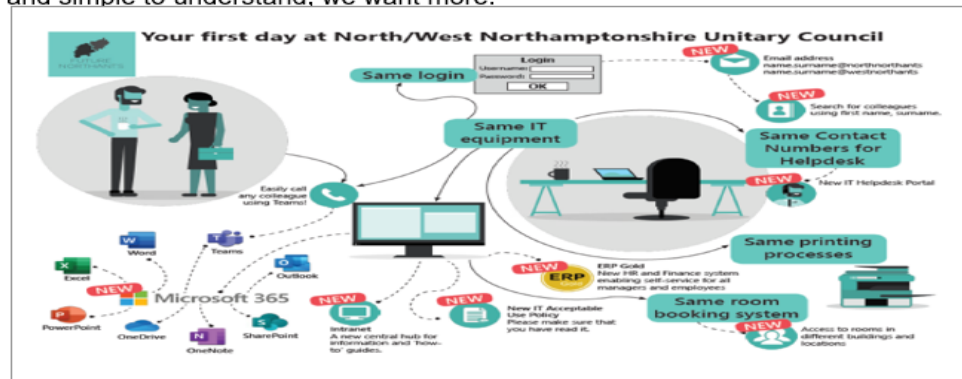 and simple to understand, we want more.
Your first day at North/West Northamptonshire Unitary Council
FUTURE
NORTHANTS
Same login
Login
Username:
Password:
OK
NEW
Email address
name.surname@northnorthants
name.surname@westnorthants
NEW
Search for colleagues
using first name, surname.
Same IT
equipment
Same Contact
Numbers for
Helpdesk
NEW
New IT Helpdesk Portal
Easily call
any colleague
using Teams!
Same printing
processes
Word
Teams
Excel
Outlook
NEW
Microsoft 365
PowerPoint
OneDrive
OneNote
SharePoint
NEW
Intranet
A new central hub for
information and 'how-
to' guides.
NEW
New IT Acceptable
Use Policy
Please make sure that
you have read it.
NEW
ERP
ERP Gold
New HR and Finance system
enabling self-service for all
managers and employees
Same room
booking system
NEW
Access to rooms in
different buildings and
locations